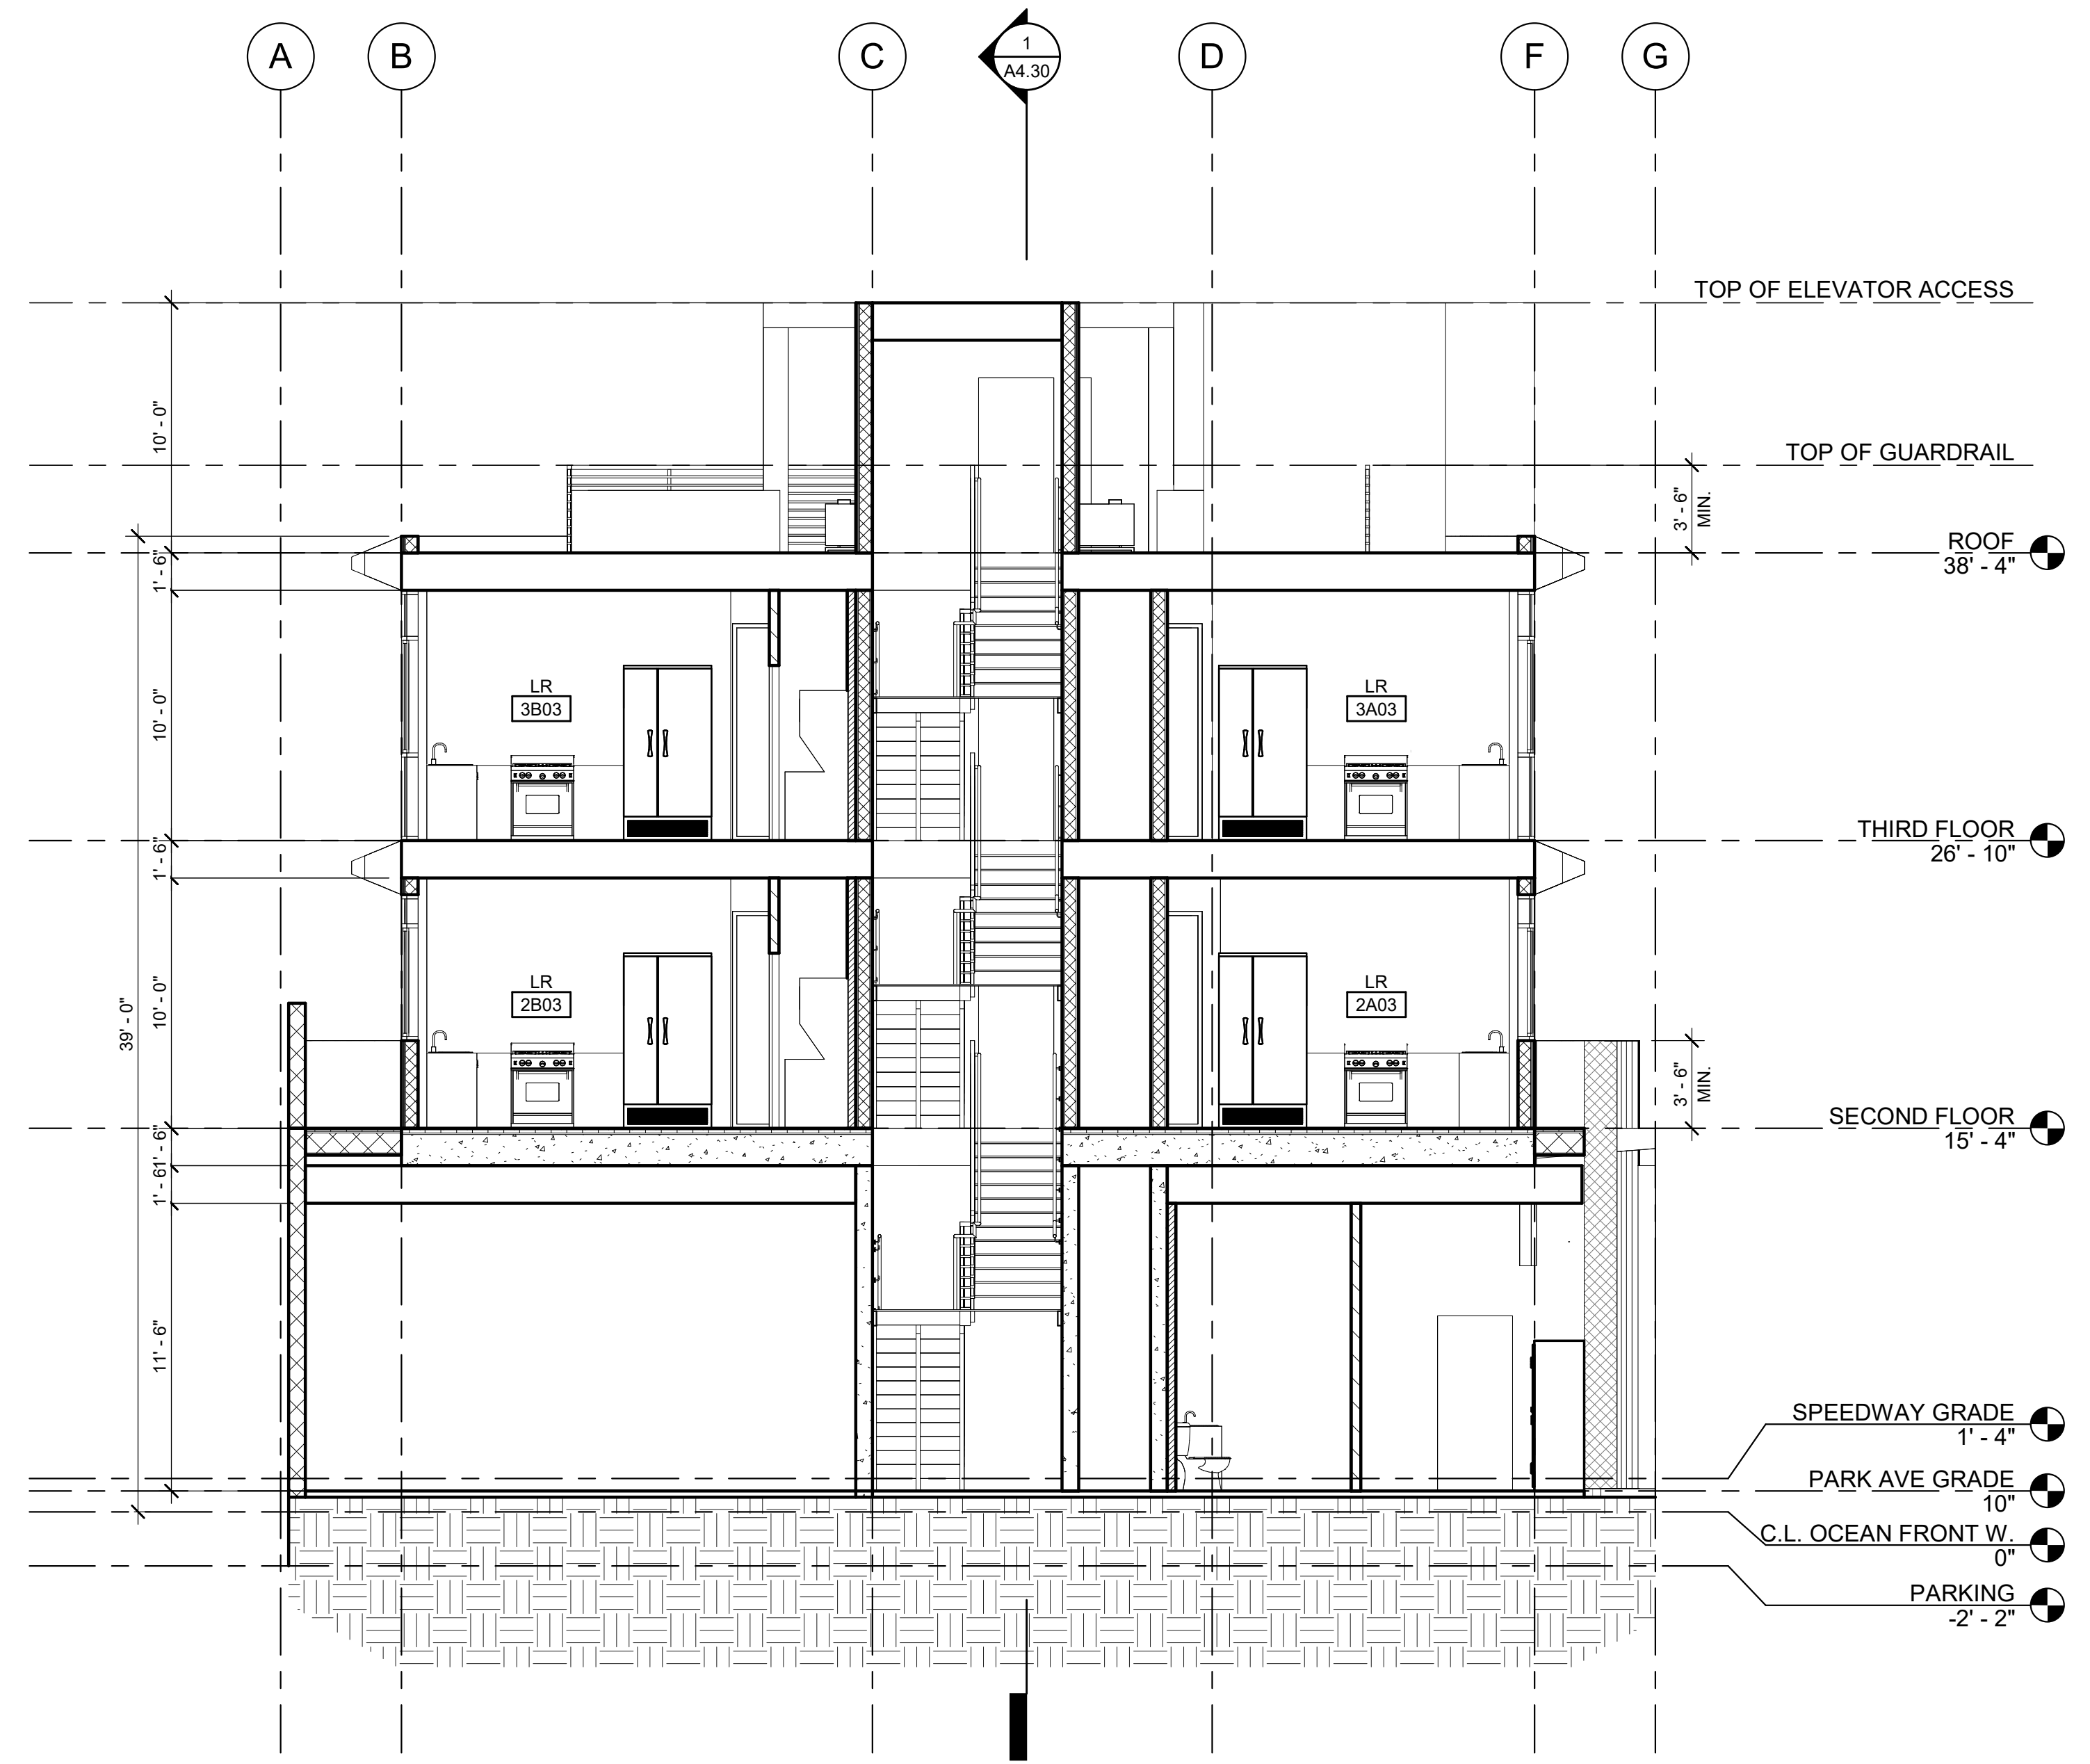 A
B
C
1
A4.30
D
F
G
TOP OF ELEVATOR ACCESS
10' - 0"
TOP OF GUARDRAIL
3' - 6"
MIN.
ROOF
38' - 4"
1' - 6"
LR
3B03
LR
3A03
10' - 0"
THIRD FLOOR
26' - 10"
1' - 6"
LR
2B03
LR
2A03
10' - 0"
39' - 0"
3' - 6"
MIN.
SECOND FLOOR
15' - 4"
1' - 6"
1' - 6"
11' - 6"
SPEEDWAY GRADE
1' - 4"
PARK AVE GRADE
10"
C.L. OCEAN FRONT W.
0"
PARKING
-2' - 2"